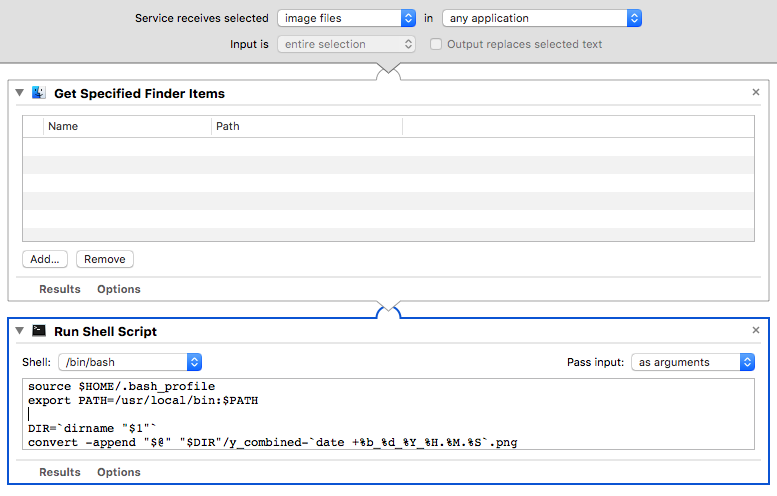 Service receives selected image files in any application
Input is entire selection Output replaces selected text
Get Specified Finder Items
Name Path
Add... Remove
Results Options
Run Shell Script
Shell: /bin/bash Pass input: as arguments
source $HOME/.bash_profile
export PATH=/usr/local/bin:$PATH
DIR=`dirname "$1"`
convert -append "$@" "$DIR"/y_combined-`date +%b_%d_%Y_%H.%M.%S`.png
Results Options